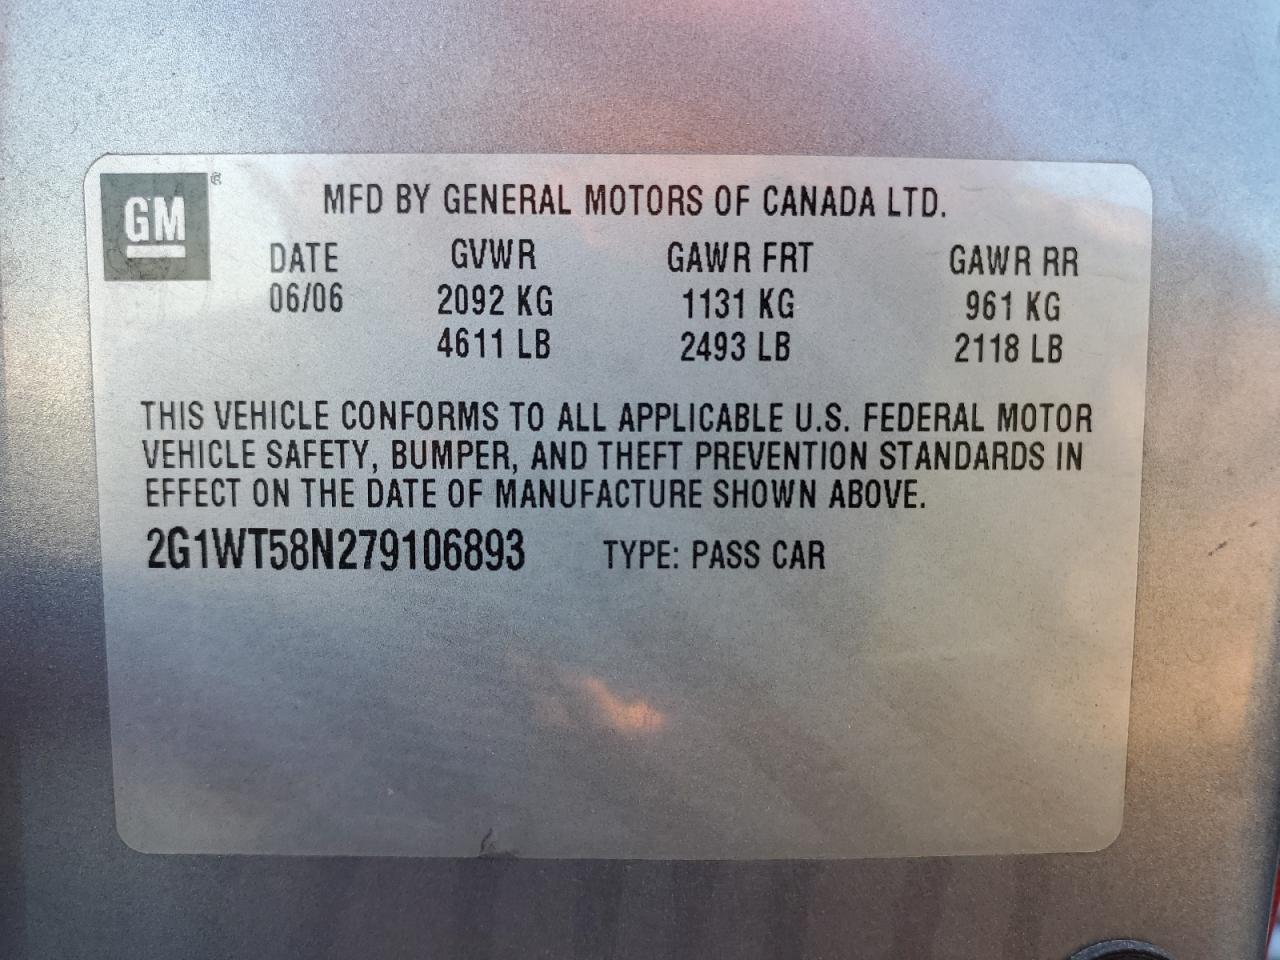 GM®
MFD BY GENERAL MOTORS OF CANADA LTD.
DATE GVWR GAWR FRT GAWR RR
06/06 2092 KG 1131 KG 961 KG
4611 LB 2493 LB 2118 LB
THIS VEHICLE CONFORMS TO ALL APPLICABLE U.S. FEDERAL MOTOR
VEHICLE SAFETY, BUMPER, AND THEFT PREVENTION STANDARDS IN
EFFECT ON THE DATE OF MANUFACTURE SHOWN ABOVE.
2G1WT58N279106893 TYPE: PASS CAR